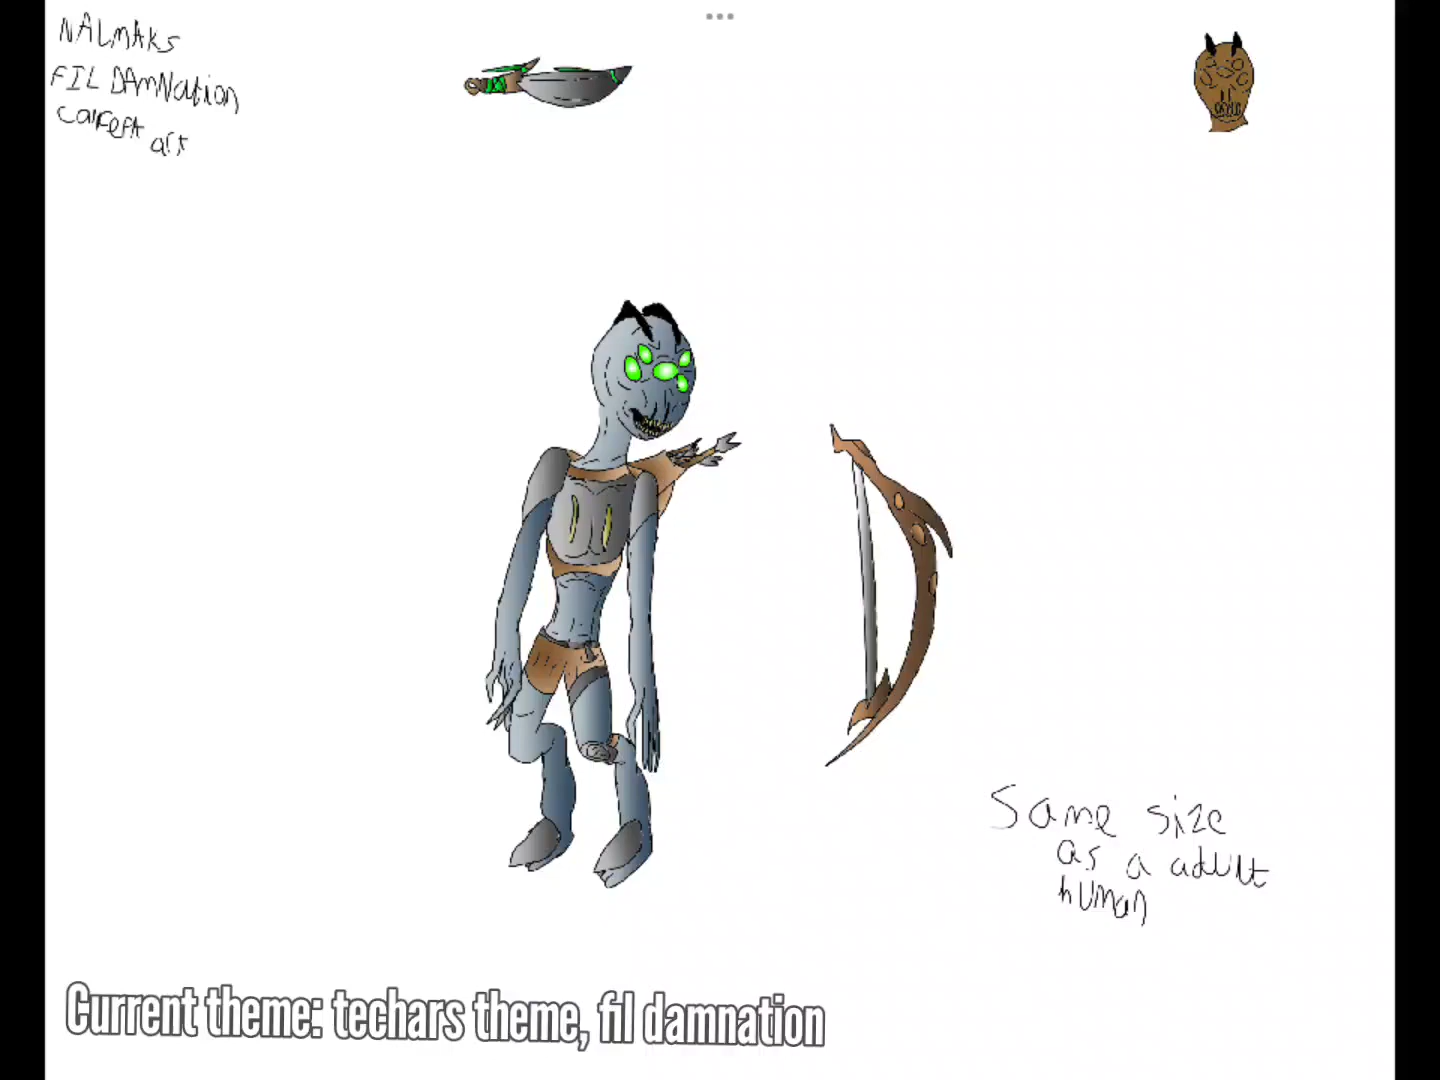 NALmAKs
FIL DAmNation
concept art
Same size
as a adult
human
Current theme: techars theme, fil damnation